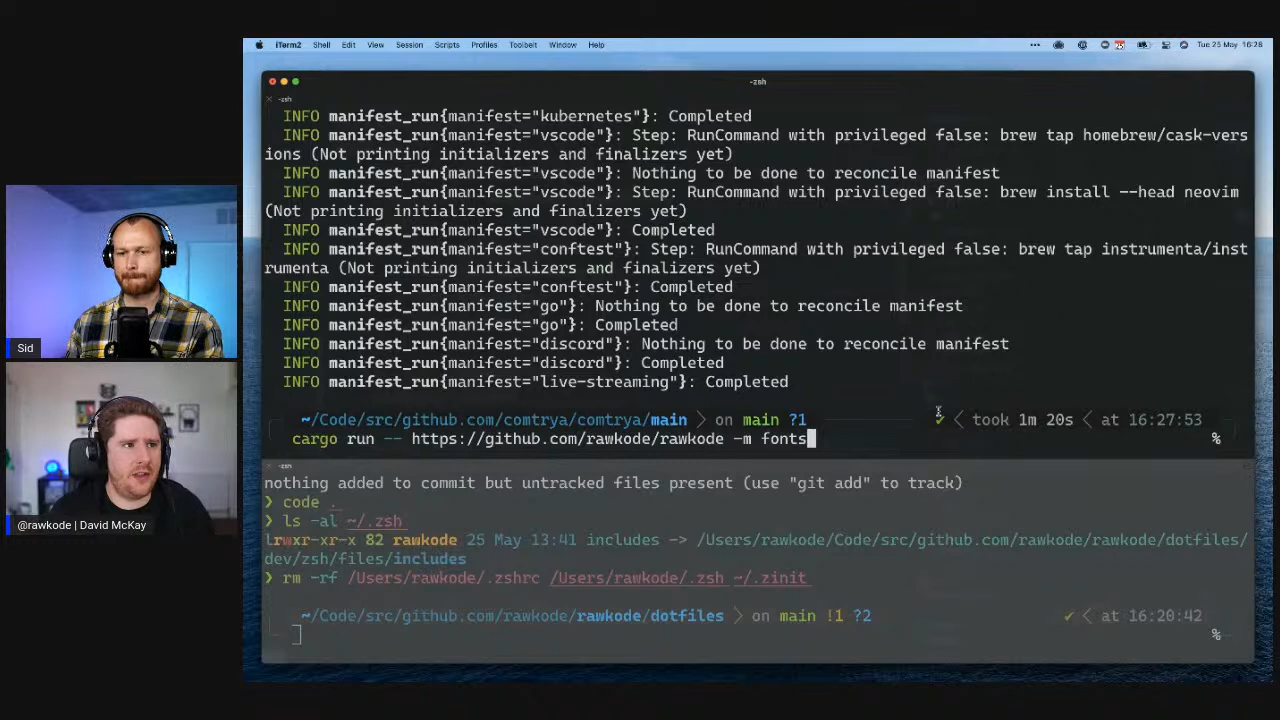 iTerm2 Shell Edit View Session Scripts Profiles Toolbelt Window Help
Tue 25 May 16:28
-zsh
-zsh
INFO manifest_run{manifest="kubernetes"}: Completed
INFO manifest_run{manifest="vscode"}: Step: RunCommand with privileged false: brew tap homebrew/cask-vers
ions (Not printing initializers and finalizers yet)
INFO manifest_run{manifest="vscode"}: Nothing to be done to reconcile manifest
INFO manifest_run{manifest="vscode"}: Step: RunCommand with privileged false: brew install --head neovim
(Not printing initializers and finalizers yet)
INFO manifest_run{manifest="vscode"}: Completed
INFO manifest_run{manifest="conftest"}: Step: RunCommand with privileged false: brew tap instrumenta/inst
rumenta (Not printing initializers and finalizers yet)
INFO manifest_run{manifest="conftest"}: Completed
INFO manifest_run{manifest="go"}: Nothing to be done to reconcile manifest
INFO manifest_run{manifest="go"}: Completed
INFO manifest_run{manifest="discord"}: Nothing to be done to reconcile manifest
INFO manifest_run{manifest="discord"}: Completed
INFO manifest_run{manifest="live-streaming"}: Completed
~/Code/src/github.com/comtrya/comtrya/main > on main ?1 ✓ < took 1m 20s < at 16:27:53
cargo run -- https://github.com/rawkode/rawkode -m fonts %
-zsh
nothing added to commit but untracked files present (use "git add" to track)
❯ code .
❯ ls -al ~/.zsh
lrwxr-xr-x 82 rawkode 25 May 13:41 includes -> /Users/rawkode/Code/src/github.com/rawkode/rawkode/dotfiles/
dev/zsh/files/includes
❯ rm -rf /Users/rawkode/.zshrc /Users/rawkode/.zsh ~/.zinit
~/Code/src/github.com/rawkode/rawkode/dotfiles > on main !1 ?2 ✓ < at 16:20:42
%
Sid
@rawkode | David McKay